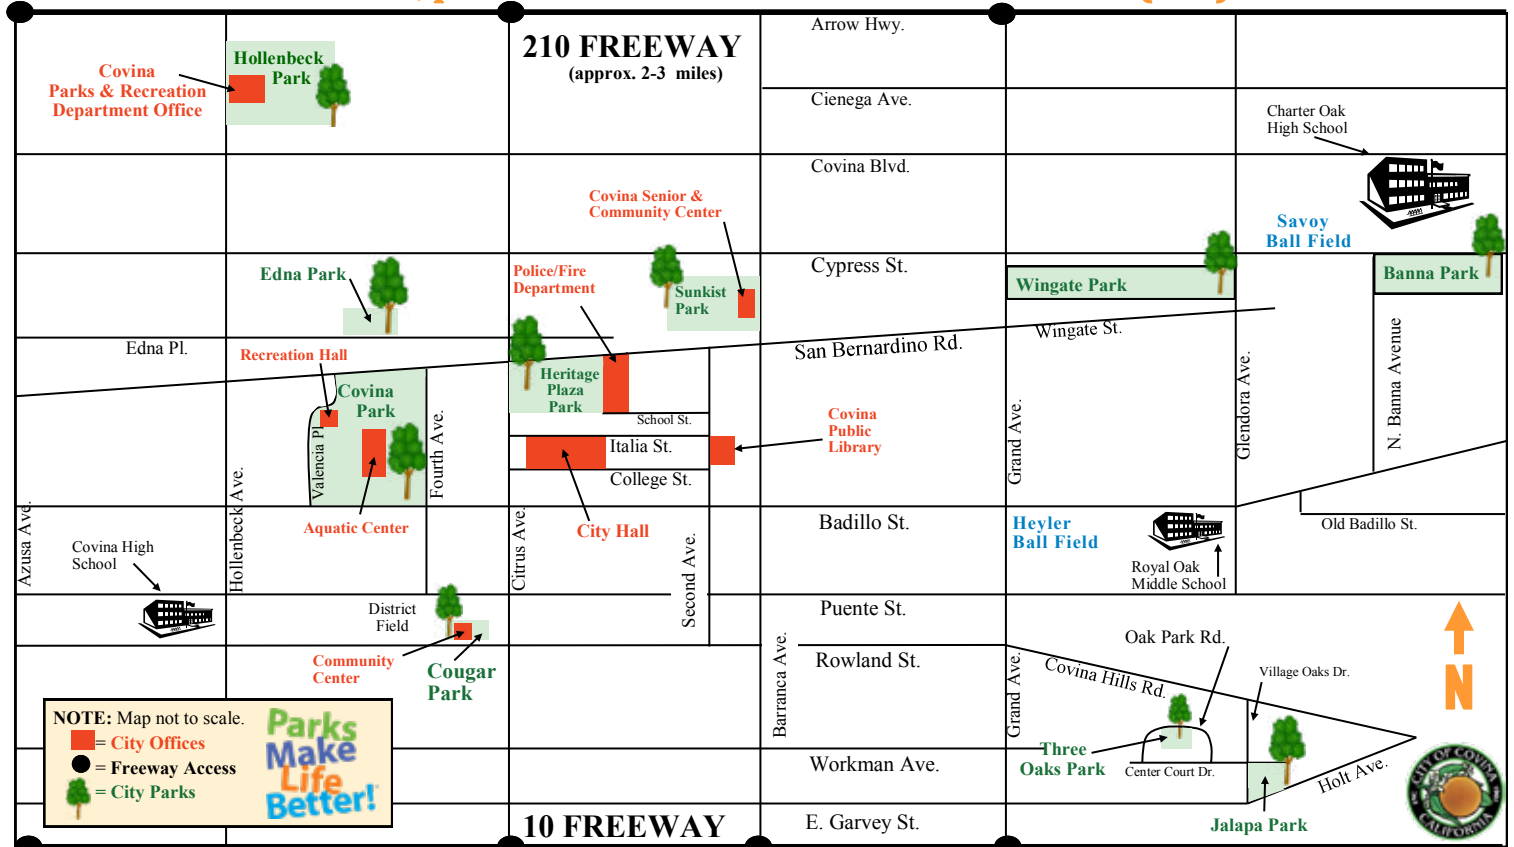 Arrow Hwy.
210 FREEWAY
(approx. 2-3 miles)
Hollenbeck
Park
Covina
Parks & Recreation
Department Office
Cienega Ave.
Charter Oak
High School
Covina Blvd.
Covina Senior &
Community Center
Savoy
Ball Field
Cypress St.
Edna Park
Police/Fire
Department
Sunkist
Park
Wingate Park
Banna Park
Edna Pl.
San Bernardino Rd.
Wingate St.
Recreation Hall
Covina
Park
Heritage
Plaza
Park
School St.
Italia St.
College St.
Covina
Public
Library
Valencia Pl.
Fourth Ave.
Grand Ave.
Glendora Ave.
N. Banna Avenue
Azusa Ave.
Hollenbeck Ave.
Citrus Ave.
Second Ave.
Aquatic Center
City Hall
Badillo St.
Heyler
Ball Field
Old Badillo St.
Covina High
School
Royal Oak
Middle School
District
Field
Puente St.
Community
Center
Cougar
Park
Barranca Ave.
Rowland St.
Grand Ave.
Covina Hills Rd.
Oak Park Rd.
Village Oaks Dr.
N
Three
Oaks Park
Center Court Dr.
Workman Ave.
Holt Ave.
Jalapa Park
E. Garvey St.
10 FREEWAY
NOTE: Map not to scale.
= City Offices
= Freeway Access
= City Parks
Parks
Make
Life
Better!
CITY OF COVINA
CALIFORNIA